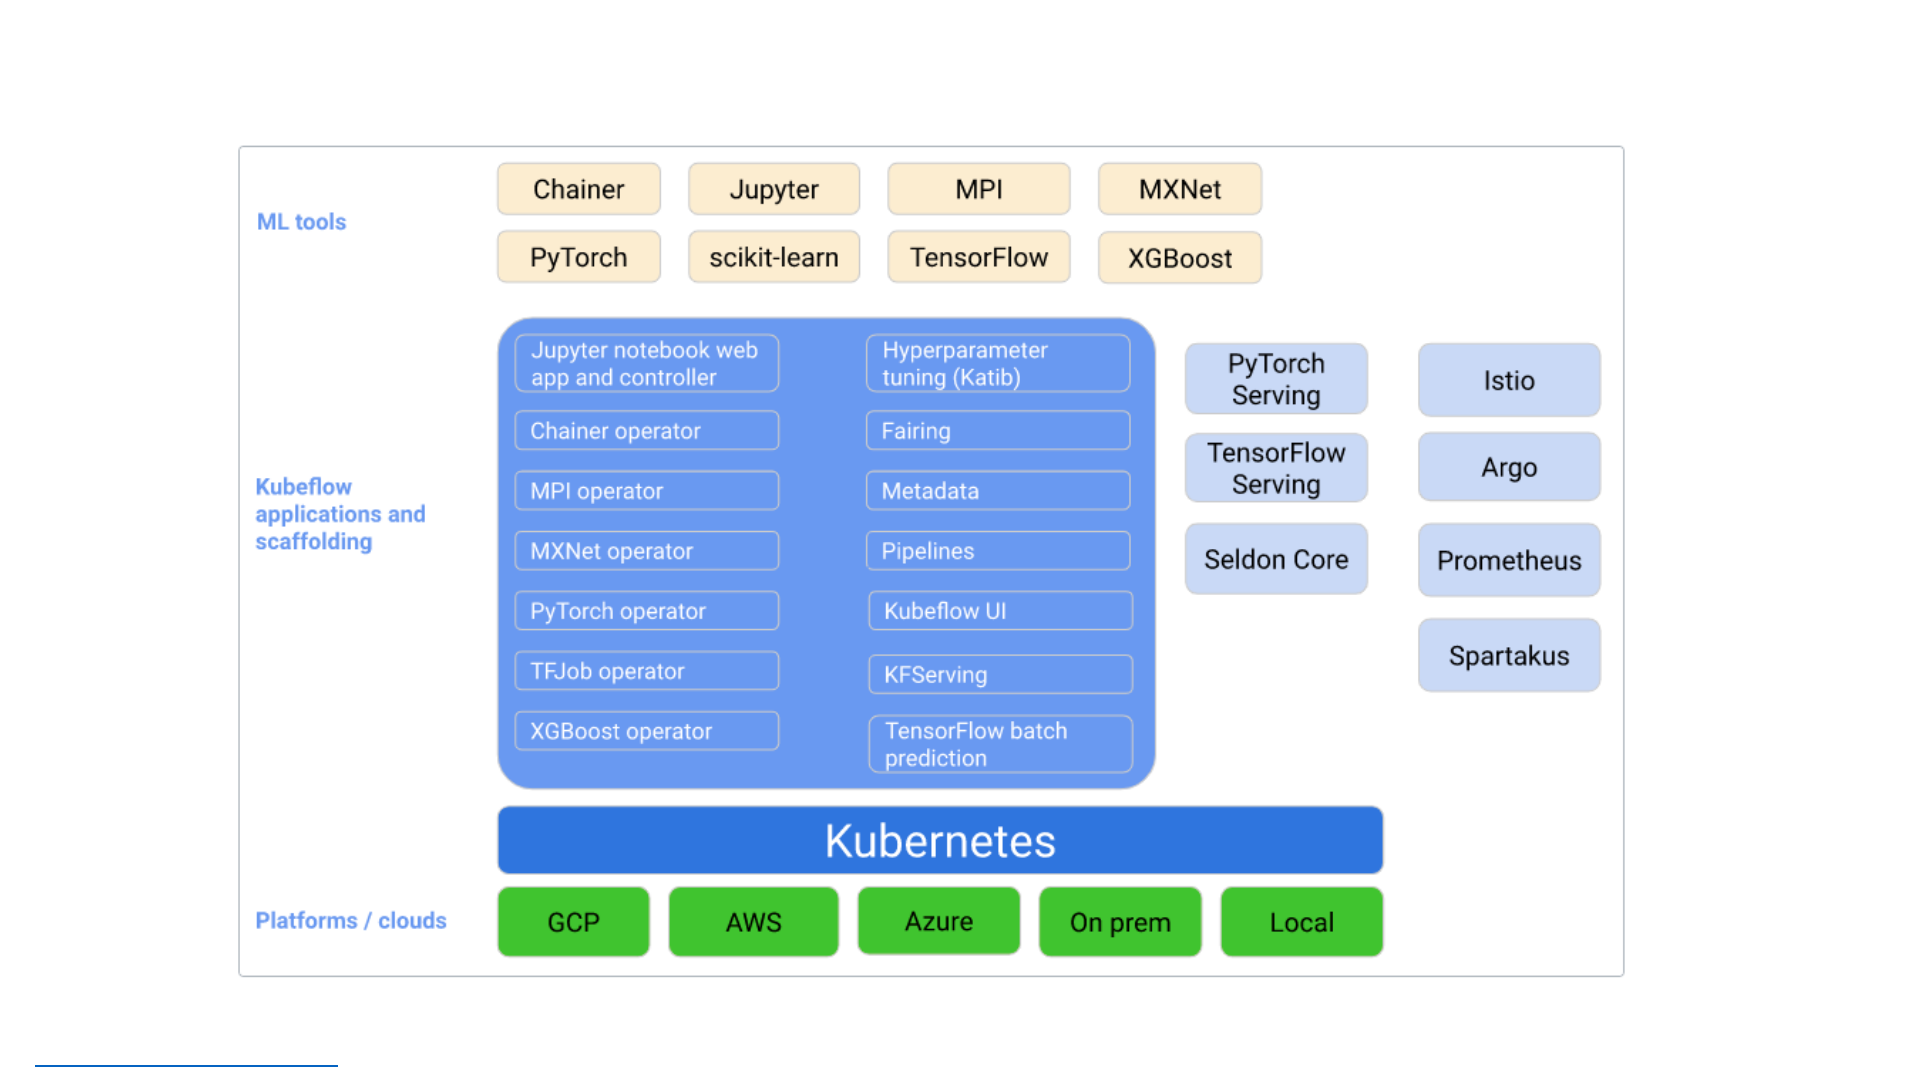 ML tools
Chainer
Jupyter
MPI
MXNet
PyTorch
scikit-learn
TensorFlow
XGBoost
Kubeflow
applications and
scaffolding
Jupyter notebook web
app and controller
Chainer operator
MPI operator
MXNet operator
PyTorch operator
TFJob operator
XGBoost operator
Hyperparameter
tuning (Katib)
Fairing
Metadata
Pipelines
Kubeflow UI
KFServing
TensorFlow batch
prediction
PyTorch
Serving
TensorFlow
Serving
Seldon Core
Istio
Argo
Prometheus
Spartakus
Kubernetes
Platforms / clouds
GCP
AWS
Azure
On prem
Local